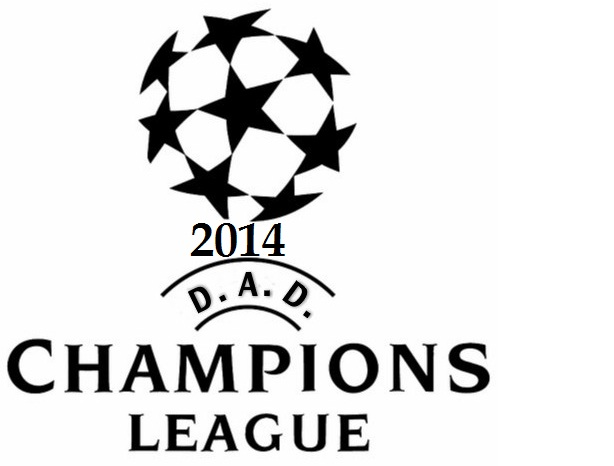 2014
D. A. D.
CHAMPIONS
LEAGUE